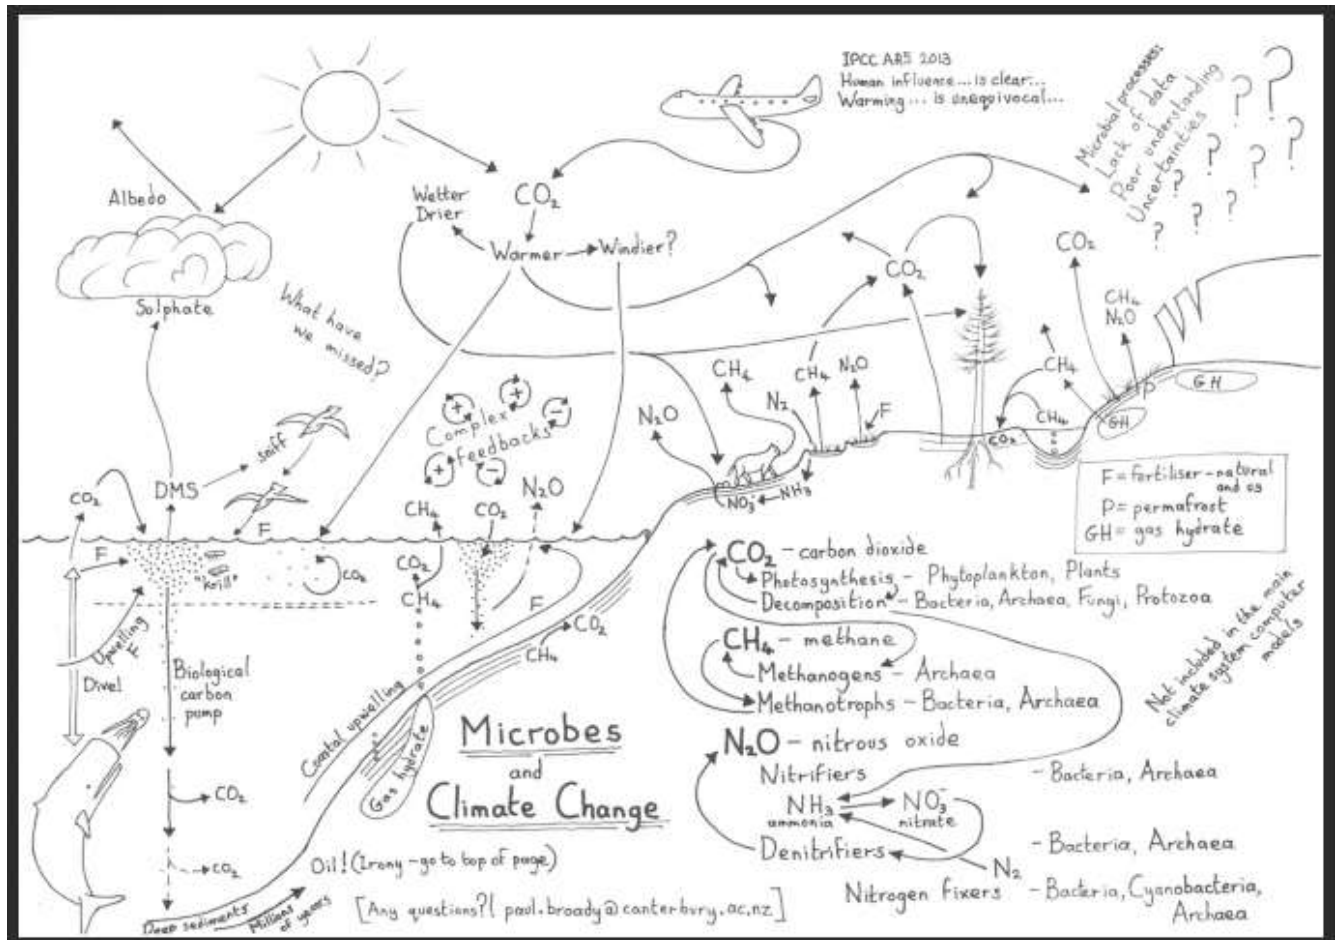 IPCC AR5 2013
Human influence... is clear...
Warming... is unequivocal...
Microbial processes:
Lack of data
Poor understanding
Uncertainties
? ? ? ? ? ? ? ? ?
Albedo
Sulphate
Wetter
Drier
CO₂
Warmer
Windier?
What have
we missed?
CO₂
CO₂
CH₄
N₂O
Complex
feedbacks
+ + - + -
CH₄
N₂O
N₂
CH₄
N₂O
F
CH₄
CH₄
CO₂
GH
P
GH
NO₃⁻
NH₃
CO₂
DMS
sniff
F
F
"krill"
CO₂
CH₄
CO₂
N₂O
CO₂
CH₄
F
CH₄
CO₂
F = fertiliser - natural
and
P = permafrost
GH = gas hydrate
Upwelling
F
Dive!
Biological
carbon
pump
CO₂
CO₂
Deep sediments
Millions
of years
Coastal upwelling
Gas hydrate
Microbes
and
Climate Change
Oil! (Irony - go to top of page)
[Any questions?! paul.broady@canterbury.ac.nz]
CO₂ - carbon dioxide
Photosynthesis - Phytoplankton, Plants
Decomposition - Bacteria, Archaea, Fungi, Protozoa
CH₄ - methane
Methanogens - Archaea
Methanotrophs - Bacteria, Archaea
N₂O - nitrous oxide
Nitrifiers - Bacteria, Archaea
NH₃ NO₃⁻
ammonia nitrate
Denitrifiers - Bacteria, Archaea
N₂
Nitrogen fixers - Bacteria, Cyanobacteria,
Archaea
Not included in the main
climate system computer
models